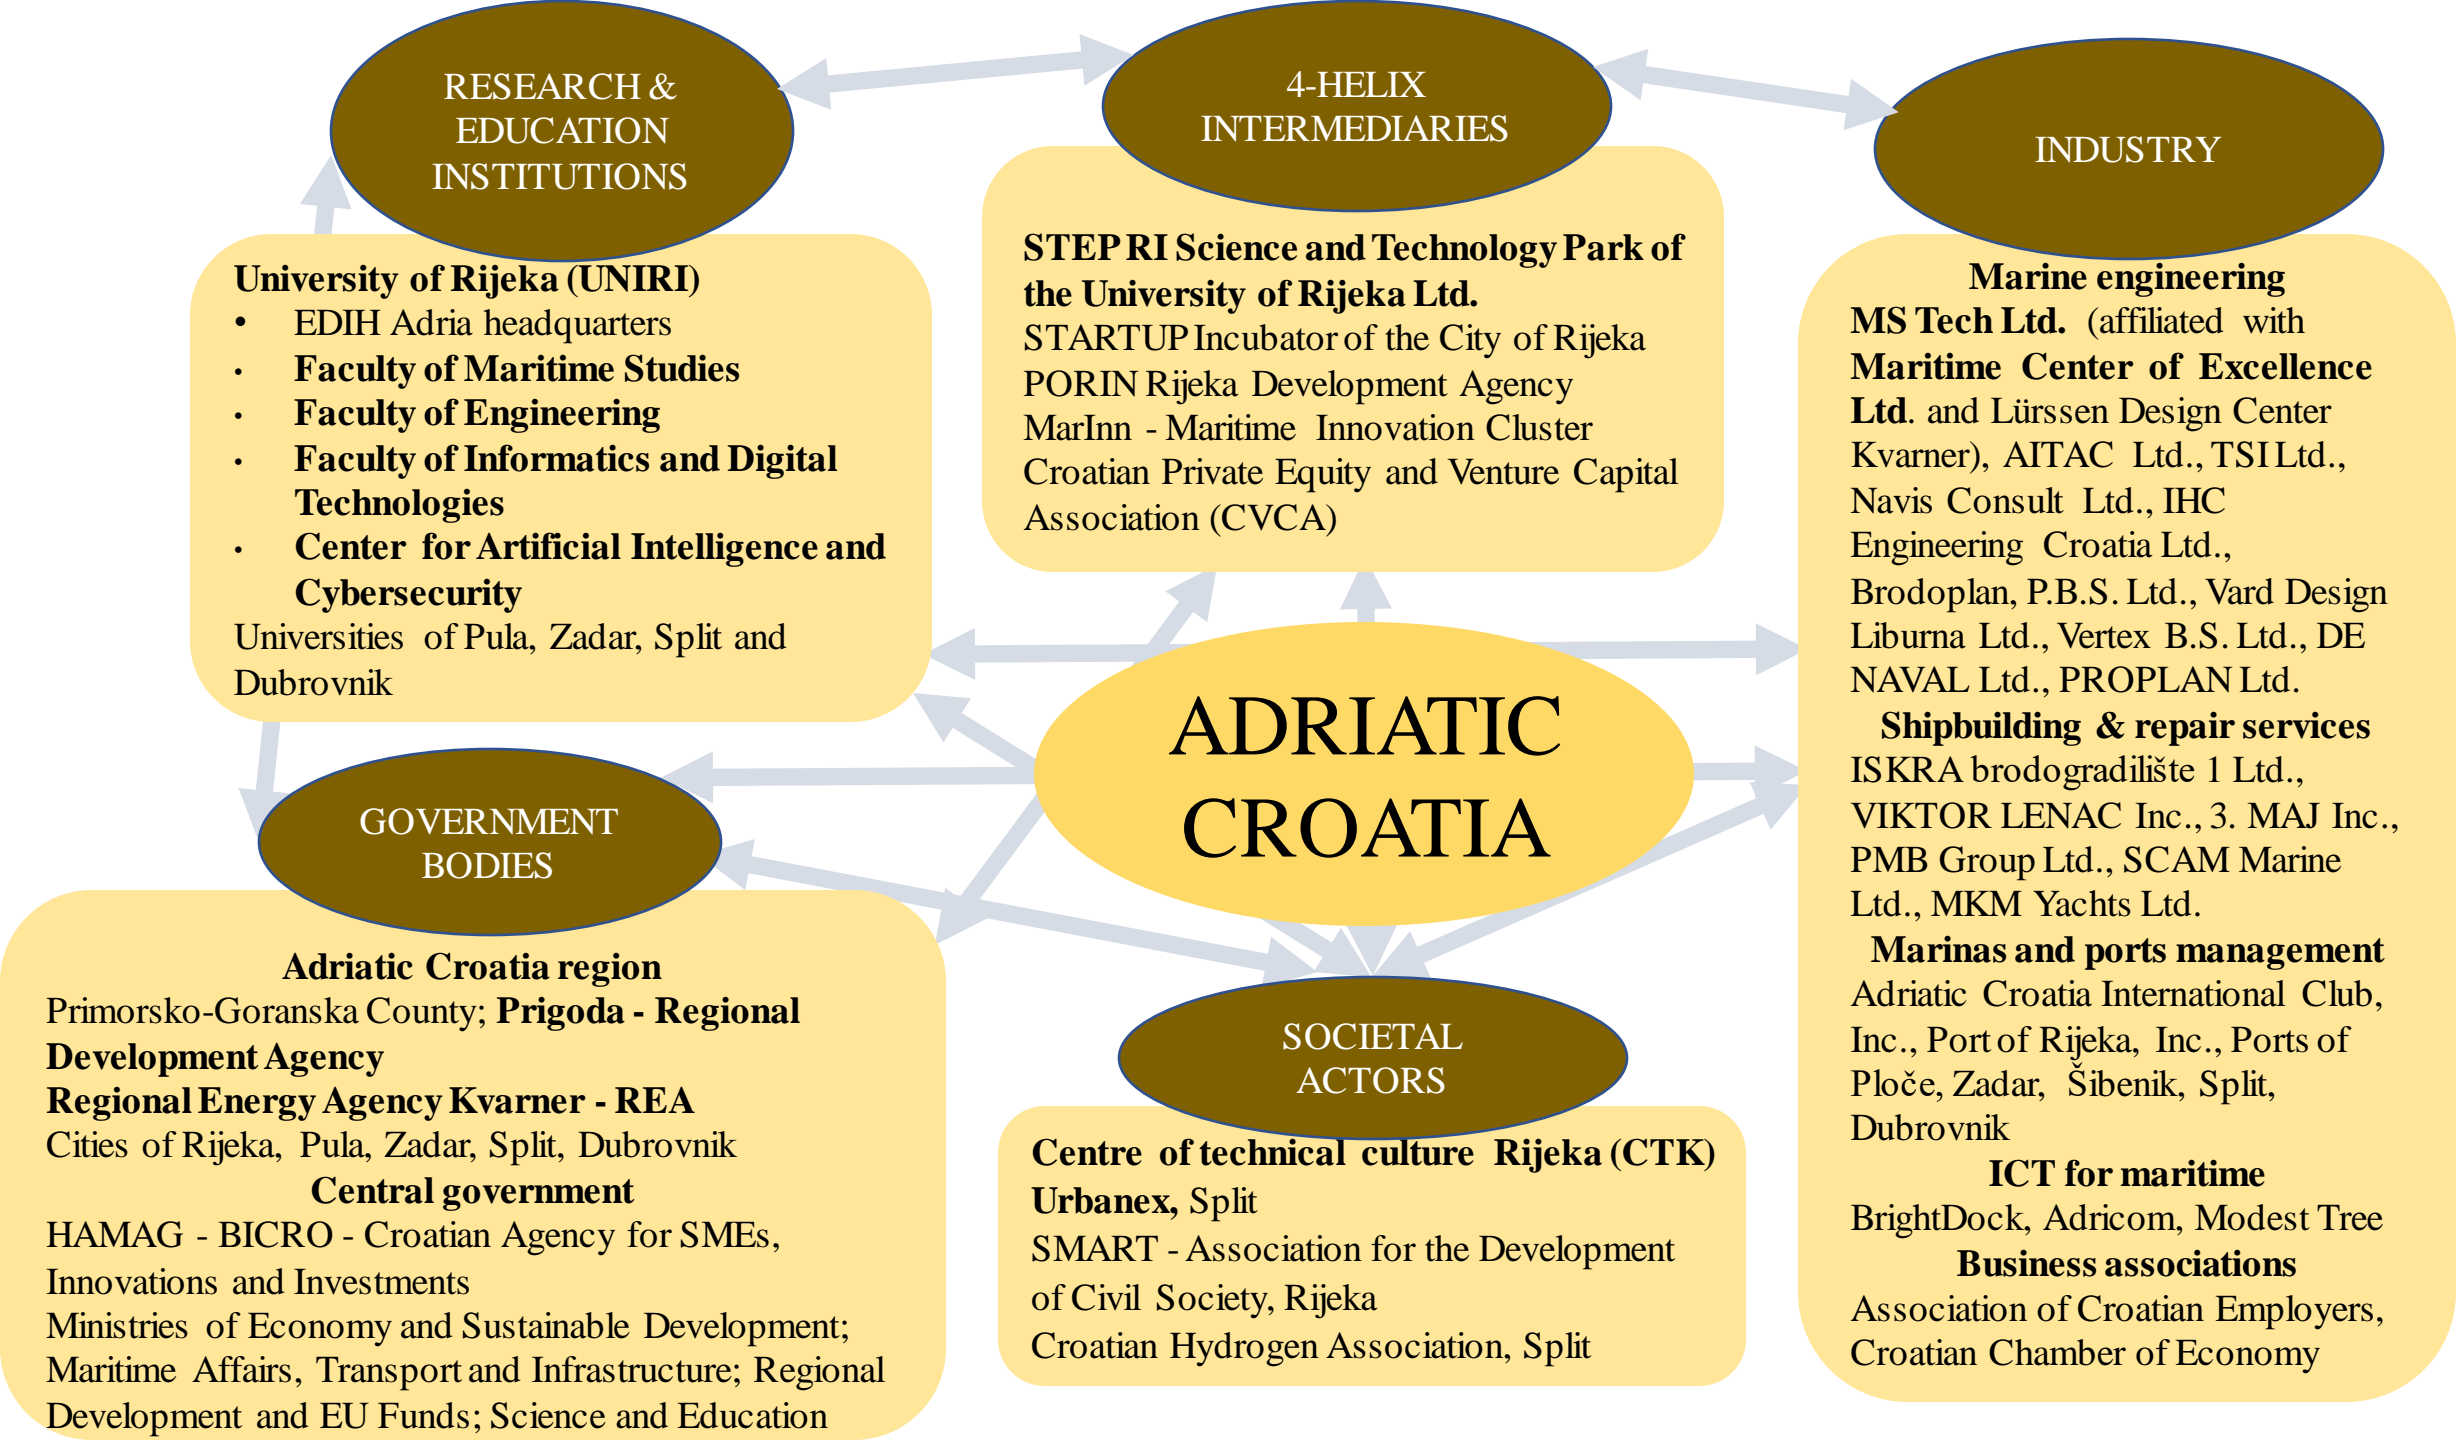 RESEARCH &
EDUCATION
INSTITUTIONS
University of Rijeka (UNIRI)
• EDIH Adria headquarters
• Faculty of Maritime Studies
• Faculty of Engineering
• Faculty of Informatics and Digital
Technologies
• Center for Artificial Intelligence and
Cybersecurity
Universities of Pula, Zadar, Split and
Dubrovnik
4-HELIX
INTERMEDIARIES
STEP RI Science and Technology Park of
the University of Rijeka Ltd.
STARTUP Incubator of the City of Rijeka
PORIN Rijeka Development Agency
MarInn - Maritime Innovation Cluster
Croatian Private Equity and Venture Capital
Association (CVCA)
INDUSTRY
Marine engineering
MS Tech Ltd. (affiliated with
Maritime Center of Excellence
Ltd. and Lürssen Design Center
Kvarner), AITAC Ltd., TSI Ltd.,
Navis Consult Ltd., IHC
Engineering Croatia Ltd.,
Brodoplan, P.B.S. Ltd., Vard Design
Liburna Ltd., Vertex B.S. Ltd., DE
NAVAL Ltd., PROPLAN Ltd.
Shipbuilding & repair services
ISKRA brodogradilište 1 Ltd.,
VIKTOR LENAC Inc., 3. MAJ Inc.,
PMB Group Ltd., SCAM Marine
Ltd., MKM Yachts Ltd.
Marinas and ports management
Adriatic Croatia International Club,
Inc., Port of Rijeka, Inc., Ports of
Ploče, Zadar, Šibenik, Split,
Dubrovnik
ICT for maritime
BrightDock, Adricom, Modest Tree
Business associations
Association of Croatian Employers,
Croatian Chamber of Economy
ADRIATIC
CROATIA
GOVERNMENT
BODIES
Adriatic Croatia region
Primorsko-Goranska County; Prigoda - Regional
Development Agency
Regional Energy Agency Kvarner - REA
Cities of Rijeka, Pula, Zadar, Split, Dubrovnik
Central government
HAMAG - BICRO - Croatian Agency for SMEs,
Innovations and Investments
Ministries of Economy and Sustainable Development;
Maritime Affairs, Transport and Infrastructure; Regional
Development and EU Funds; Science and Education
SOCIETAL
ACTORS
Centre of technical culture Rijeka (CTK)
Urbanex, Split
SMART - Association for the Development
of Civil Society, Rijeka
Croatian Hydrogen Association, Split